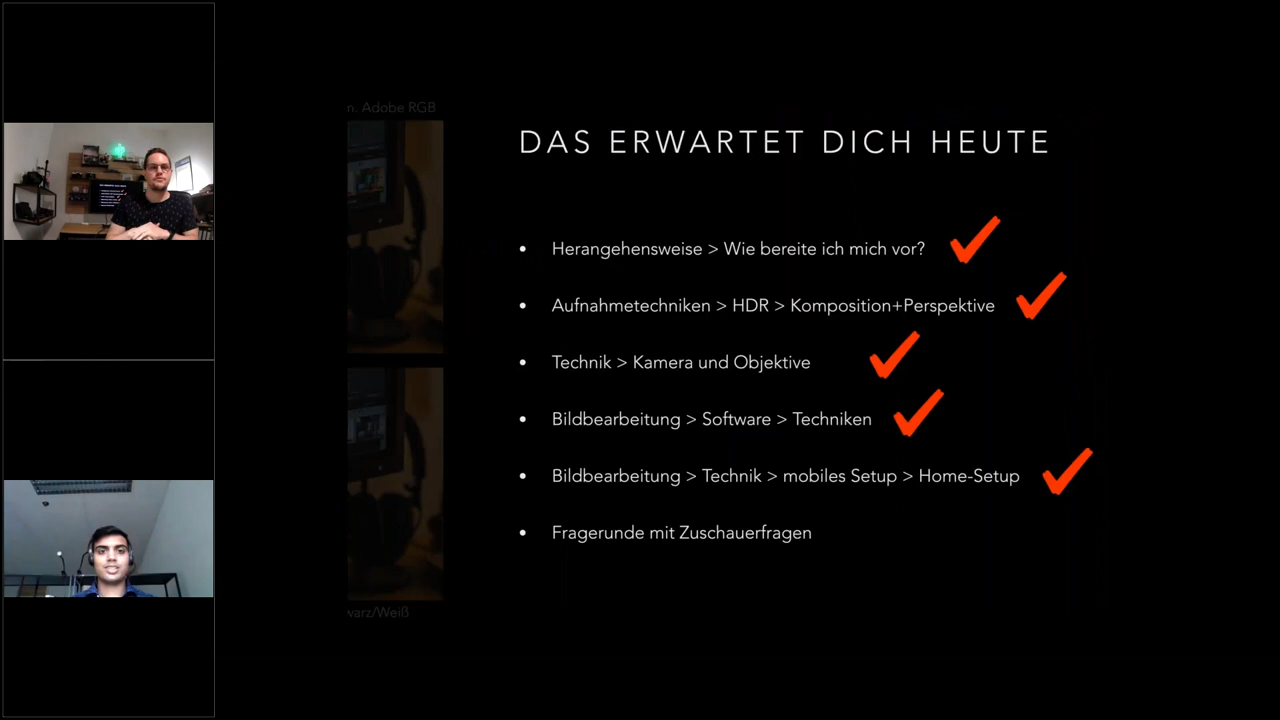 n. Adobe RGB
DAS ERWARTET DICH HEUTE
• Herangehensweise > Wie bereite ich mich vor?
• Aufnahmetechniken > HDR > Komposition+Perspektive
• Technik > Kamera und Objektive
• Bildbearbeitung > Software > Techniken
• Bildbearbeitung > Technik > mobiles Setup > Home-Setup
• Fragerunde mit Zuschauerfragen
warz/Weiß